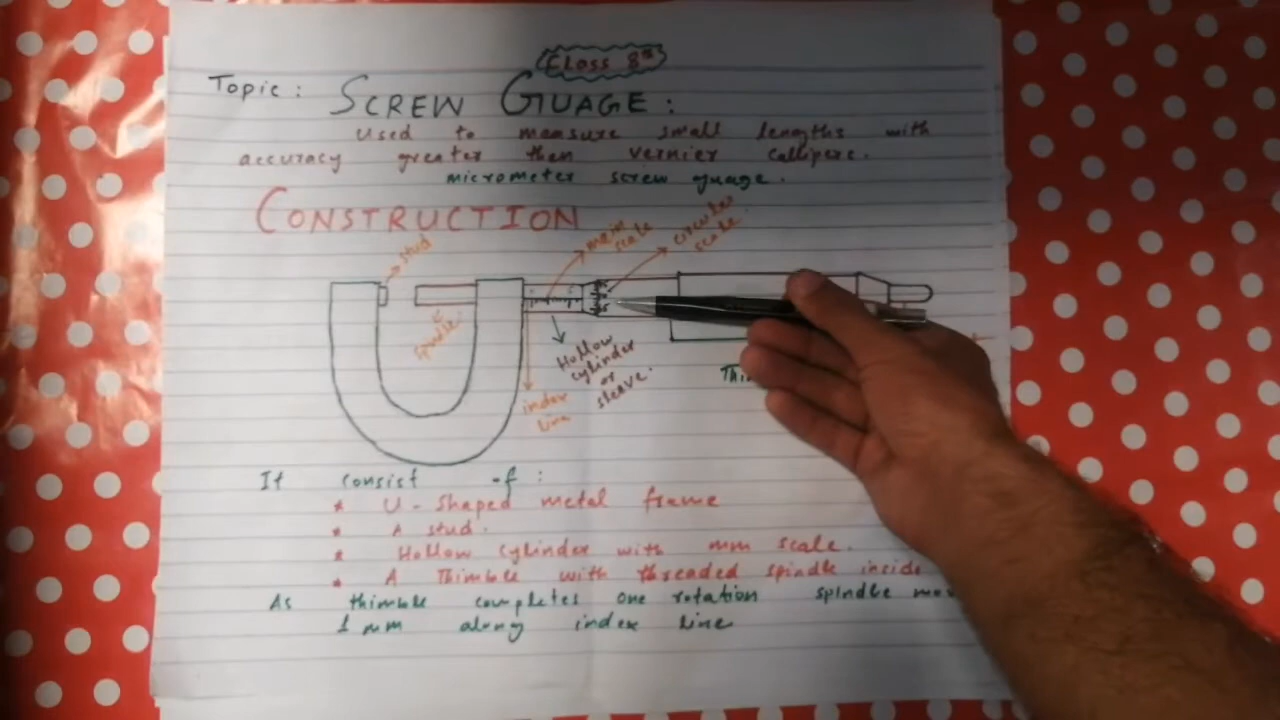 Class 8th
Topic: SCREW GUAGE:
Used to measure small lengths with
accuracy greater then vernier callipers.
micrometer screw guage.
CONSTRUCTION
stud
main scale
circular scale
spindle
Hollow cylinder or sleave.
index line
It consist of:
* U-Shaped metal frame
* A stud.
* Hollow cylinder with mm scale.
* A Thimble with threaded spindle inside
As thimble completes one rotation spindle
1 mm along index line